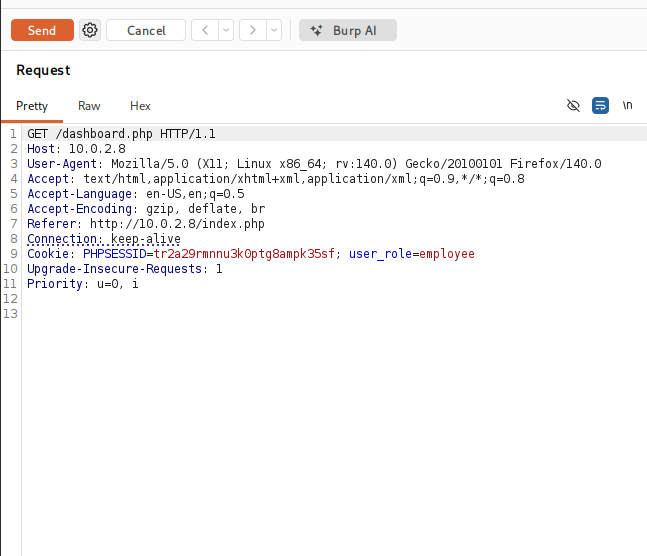 Send Cancel < > Burp AI
Request
Pretty Raw Hex \n
1 GET /dashboard.php HTTP/1.1
2 Host: 10.0.2.8
3 User-Agent: Mozilla/5.0 (X11; Linux x86_64; rv:140.0) Gecko/20100101 Firefox/140.0
4 Accept: text/html,application/xhtml+xml,application/xml;q=0.9,*/*;q=0.8
5 Accept-Language: en-US,en;q=0.5
6 Accept-Encoding: gzip, deflate, br
7 Referer: http://10.0.2.8/index.php
8 Connection: keep-alive
9 Cookie: PHPSESSID=tr2a29rmnnu3k0ptg8ampk35sf; user_role=employee
10 Upgrade-Insecure-Requests: 1
11 Priority: u=0, i
12
13